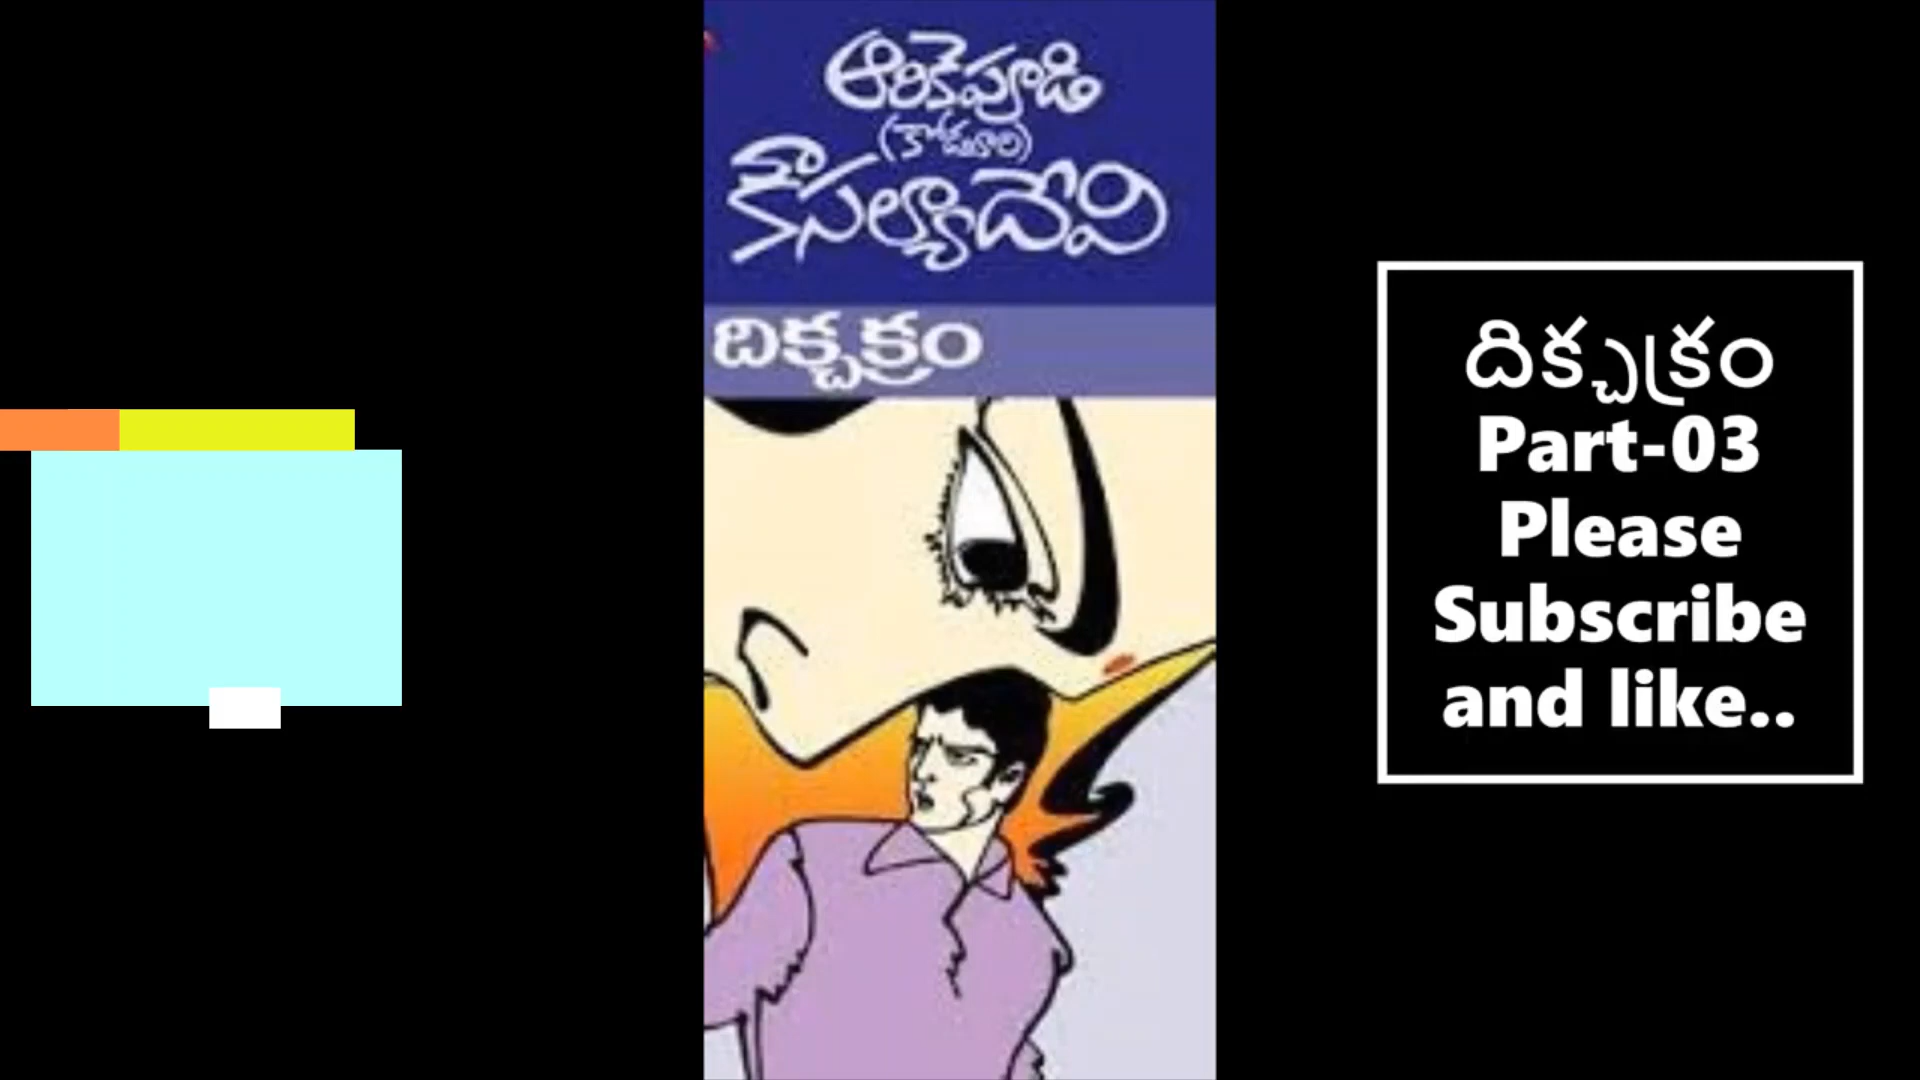 ఆరికెపూడి
(కోడూరి)
కౌసల్యాదేవి
దిక్చక్రం
దిక్చక్రం
Part-03
Please
Subscribe
and like..